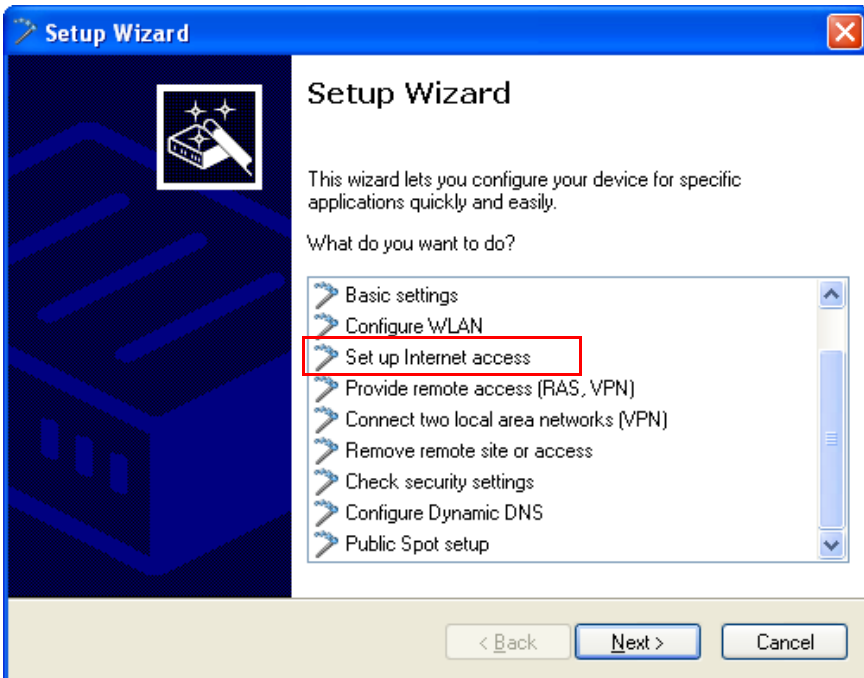 Setup Wizard
Setup Wizard
This wizard lets you configure your device for specific
applications quickly and easily.
What do you want to do?
Basic settings
Configure WLAN
Set up Internet access
Provide remote access (RAS, VPN)
Connect two local area networks (VPN)
Remove remote site or access
Check security settings
Configure Dynamic DNS
Public Spot setup
< Back Next > Cancel